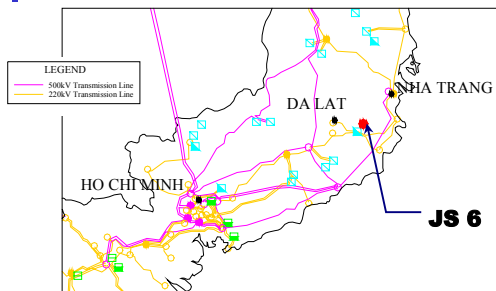 LEGEND
500kV Transmission Line
220kV Transmission Line
NHA TRANG
DA LAT
HO CHI MINH
JS 6